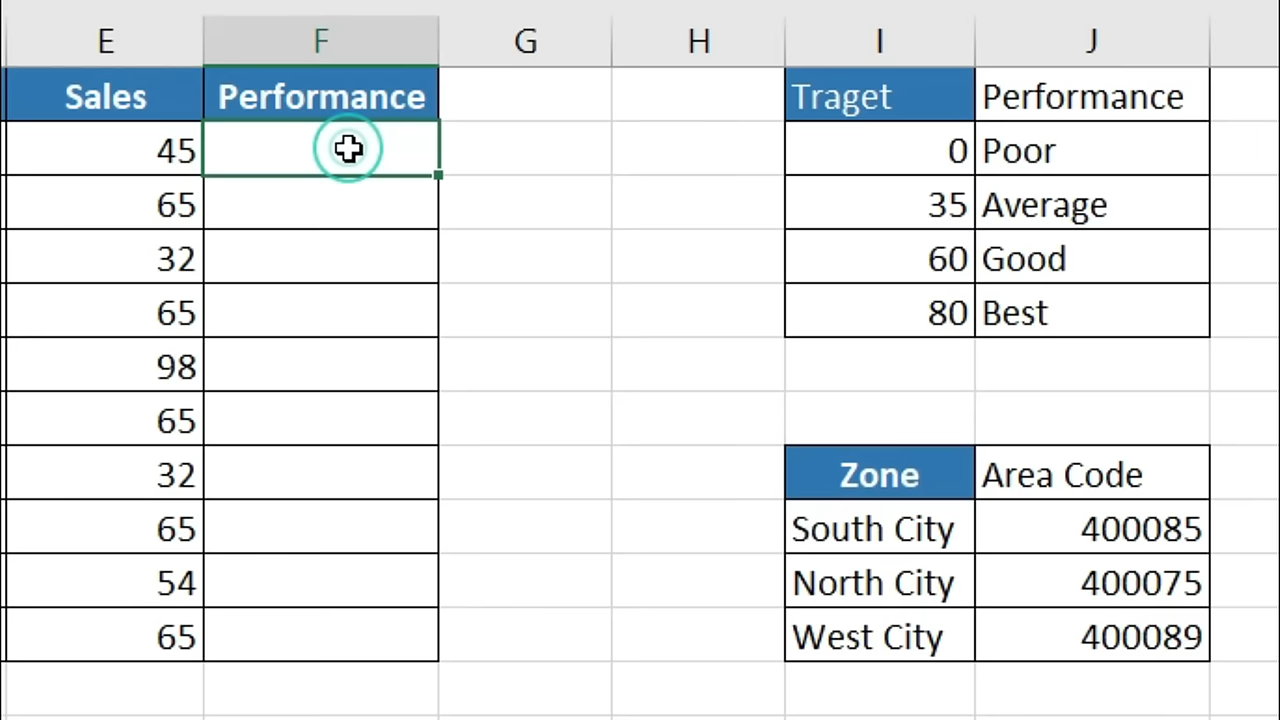 E F G H I J
Sales Performance Traget Performance
45 0 Poor
65 35 Average
32 60 Good
65 80 Best
98
65
32 Zone Area Code
65 South City 400085
54 North City 400075
65 West City 400089